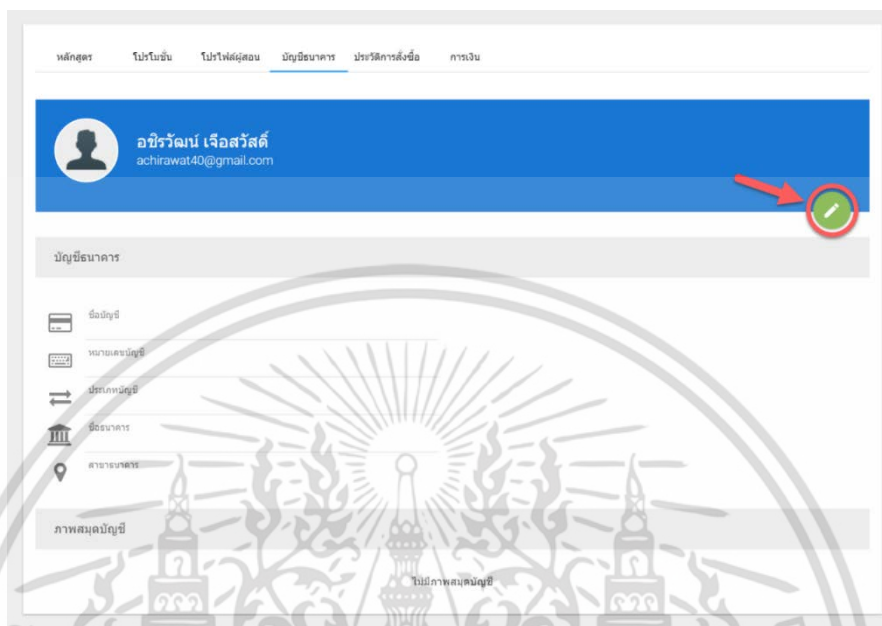 หลักสูตร โปรโมชั่น โปรไฟล์ผู้สอน บัญชีธนาคาร ประวัติการสั่งซื้อ การเงิน
อชิรวัฒน์ เจือสวัสดิ์
achirawat40@gmail.com
บัญชีธนาคาร
ชื่อบัญชี
หมายเลขบัญชี
ประเภทบัญชี
ชื่อธนาคาร
สาขาธนาคาร
ภาพสมุดบัญชี
ไม่มีภาพสมุดบัญชี